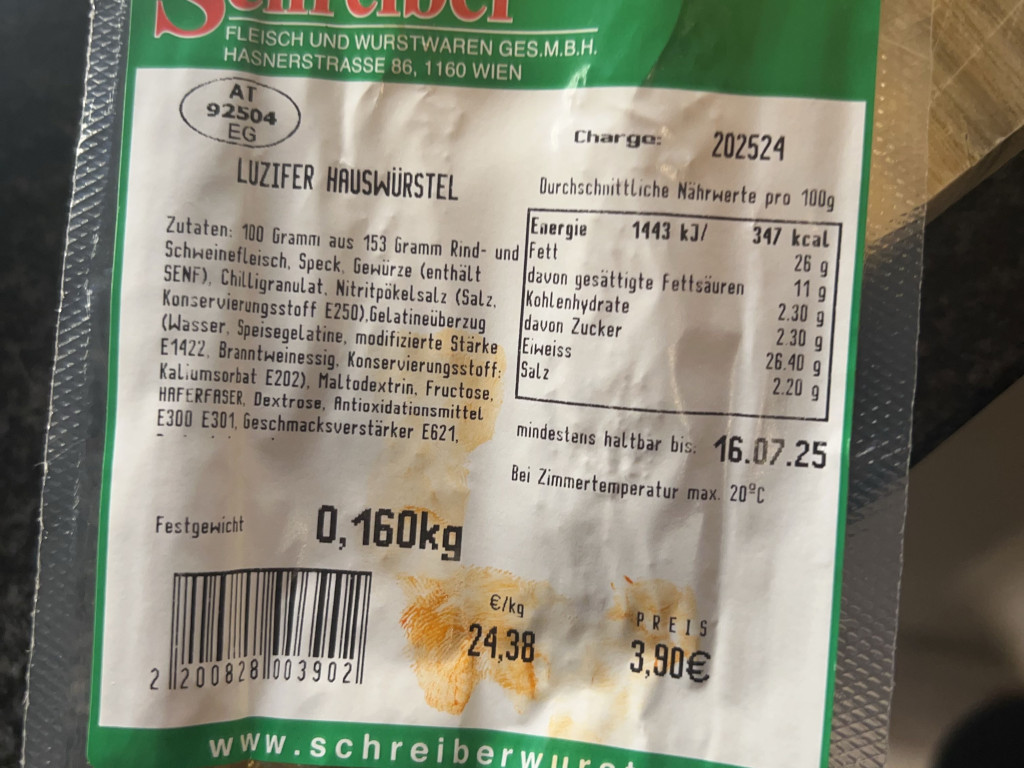 Schreiber
FLEISCH UND WURSTWAREN GES.M.B.H.
HASNERSTRASSE 86, 1160 WIEN
AT
92504
EG
LUZIFER HAUSWÜRSTEL
Zutaten: 100 Gramm aus 153 Gramm Rind- und
Schweinefleisch, Speck, Gewürze (enthält
SENF), Chilligranulat, Nitritpökelsalz (Salz,
Konservierungsstoff E250),Gelatineüberzug
(Wasser, Speisegelatine, modifizierte Stärke
E1422, Branntweinessig, Konservierungsstoff:
Kaliumsorbat E202), Maltodextrin, Fructose,
HAFERFASER, Dextrose, Antioxidationsmittel
E300 E301, Geschmacksverstärker E621,
Charge: 202524
Durchschnittliche Nährwerte pro 100g
Energie 1443 kJ/ 347 kcal
Fett 26 g
davon gesättigte Fettsäuren 11 g
Kohlenhydrate 2.30 g
davon Zucker 2.30 g
Eiweiss 26.40 g
Salz 2.20 g
mindestens haltbar bis: 16.07.25
Bei Zimmertemperatur max. 20ºC
Festgewicht 0,160kg
€/kg
24,38
PREIS
3,90€
2 200828 003902
www.schreiberwurst